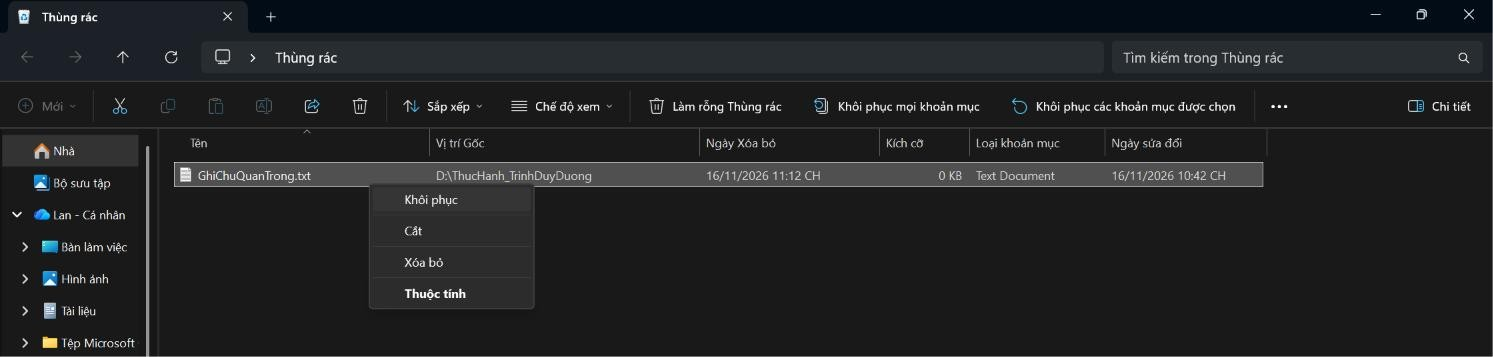 Thùng rác
Thùng rác
Tìm kiếm trong Thùng rác
Mới
Sắp xếp
Chế độ xem
Làm rỗng Thùng rác
Khôi phục mọi khoản mục
Khôi phục các khoản mục được chọn
Chi tiết
Nhà
Bộ sưu tập
Lan - Cá nhân
Bàn làm việc
Hình ảnh
Tài liệu
Tệp Microsoft
Tên Vị trí Gốc Ngày Xóa bỏ Kích cỡ Loại khoản mục Ngày sửa đổi
GhiChuQuanTrong.txt D:\ThucHanh_TrinhDuyDuong 16/11/2026 11:12 CH 0 KB Text Document 16/11/2026 10:42 CH
Khôi phục
Cắt
Xóa bỏ
Thuộc tính